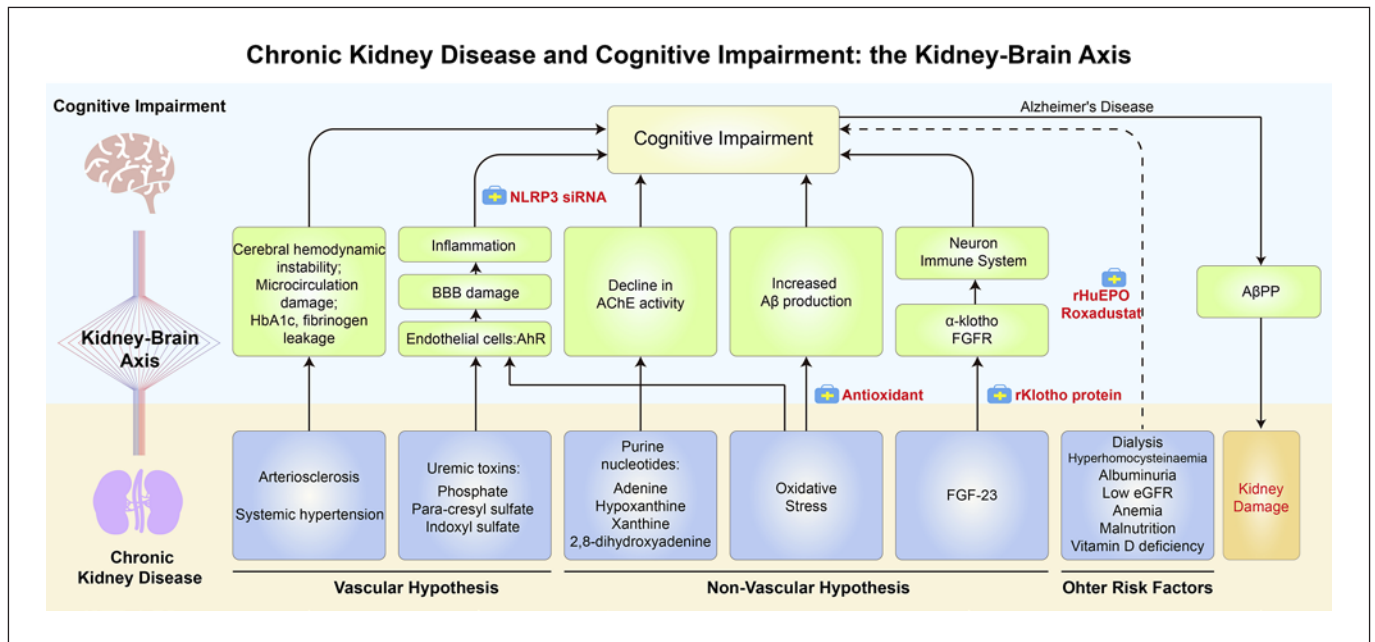 Chronic Kidney Disease and Cognitive Impairment: the Kidney-Brain Axis
Cognitive Impairment
Alzheimer's Disease
Cognitive Impairment
NLRP3 siRNA
Cerebral hemodynamic
instability;
Microcirculation
damage;
HbA1c, fibrinogen
leakage
Inflammation
BBB damage
Endothelial cells:AhR
Decline in
AChE activity
Increased
Aβ production
Neuron
Immune System
α-klotho
FGFR
rHuEPO
Roxadustat
AβPP
Kidney-Brain
Axis
Antioxidant
rKlotho protein
Arteriosclerosis
Systemic hypertension
Uremic toxins:
Phosphate
Para-cresyl sulfate
Indoxyl sulfate
Purine
nucleotides:
Adenine
Hypoxanthine
Xanthine
2,8-dihydroxyadenine
Oxidative
Stress
FGF-23
Dialysis
Hyperhomocysteinaemia
Albuminuria
Low eGFR
Anemia
Malnutrition
Vitamin D deficiency
Kidney
Damage
Chronic
Kidney Disease
Vascular Hypothesis
Non-Vascular Hypothesis
Ohter Risk Factors